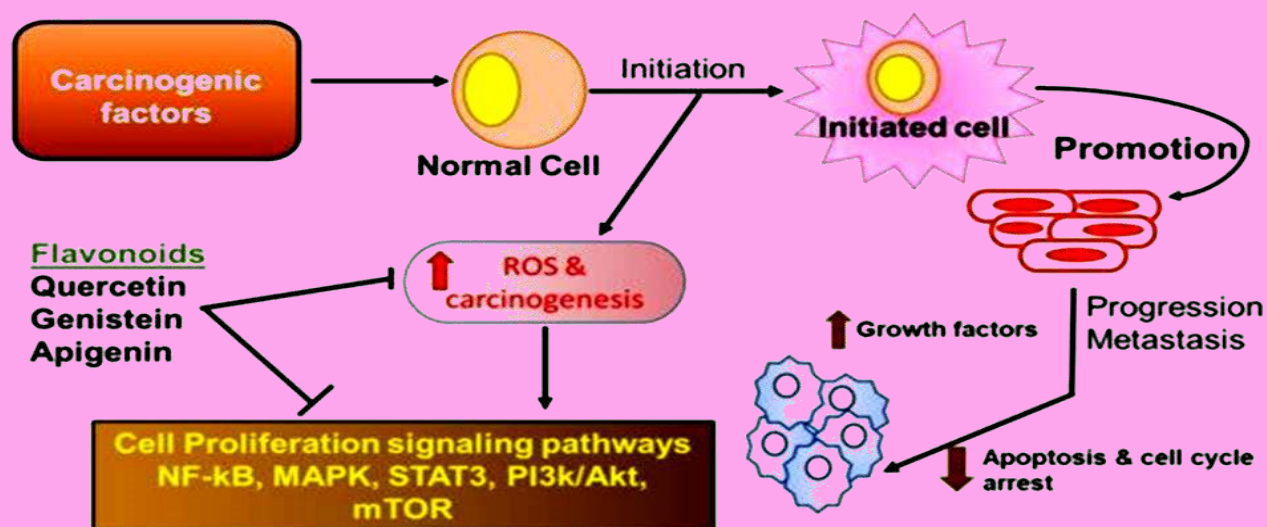 Carcinogenic
factors
Normal Cell
Initiation
Initiated cell
Promotion
Flavonoids
Quercetin
Genistein
Apigenin
ROS &
carcinogenesis
Growth factors
Progression
Metastasis
Apoptosis & cell cycle
arrest
Cell Proliferation signaling pathways
NF-kB, MAPK, STAT3, PI3k/Akt,
mTOR